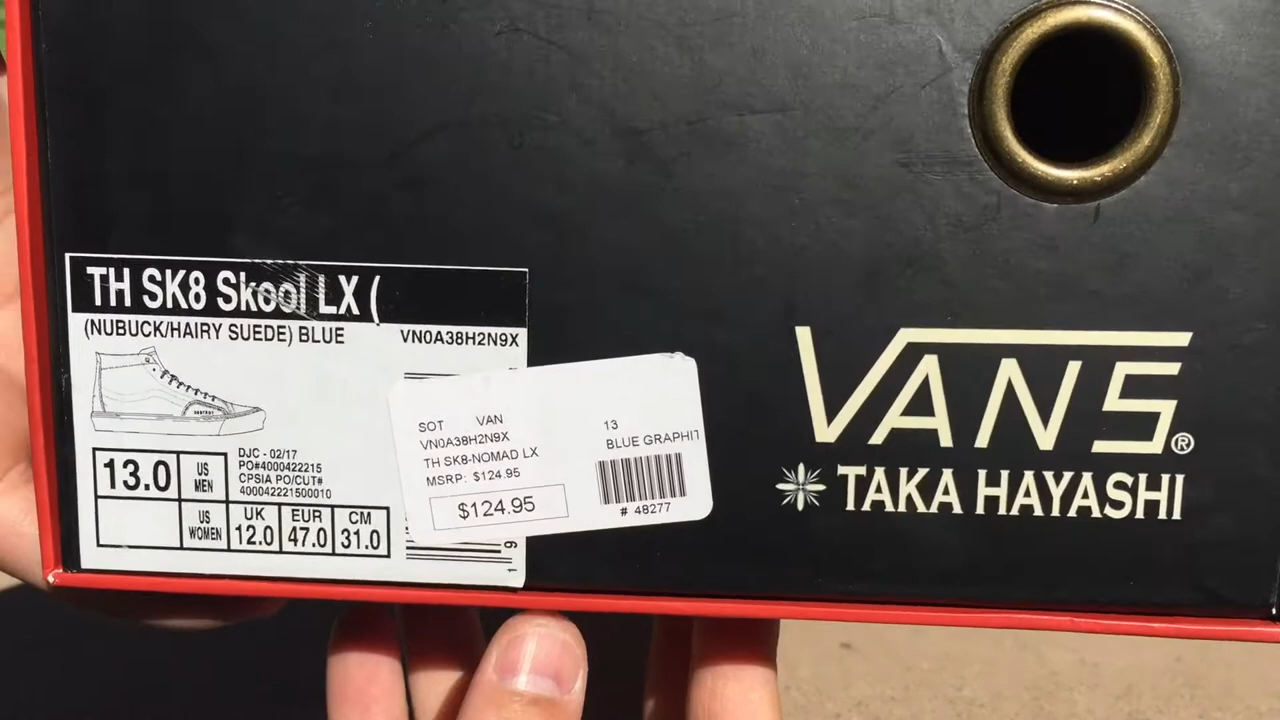 TH SK8 Skool LX (
(NUBUCK/HAIRY SUEDE) BLUE VN0A38H2N9X
13.0 US MEN
DJC - 02/17
PO#4000422215
CPSIA PO/CUT#
400042221500010
US WOMEN UK 12.0 EUR 47.0 CM 31.0
SOT VAN 13
VN0A38H2N9X BLUE GRAPHIT
TH SK8-NOMAD LX
MSRP: $124.95
$124.95
# 48277
9
1
VANS®
TAKA HAYASHI